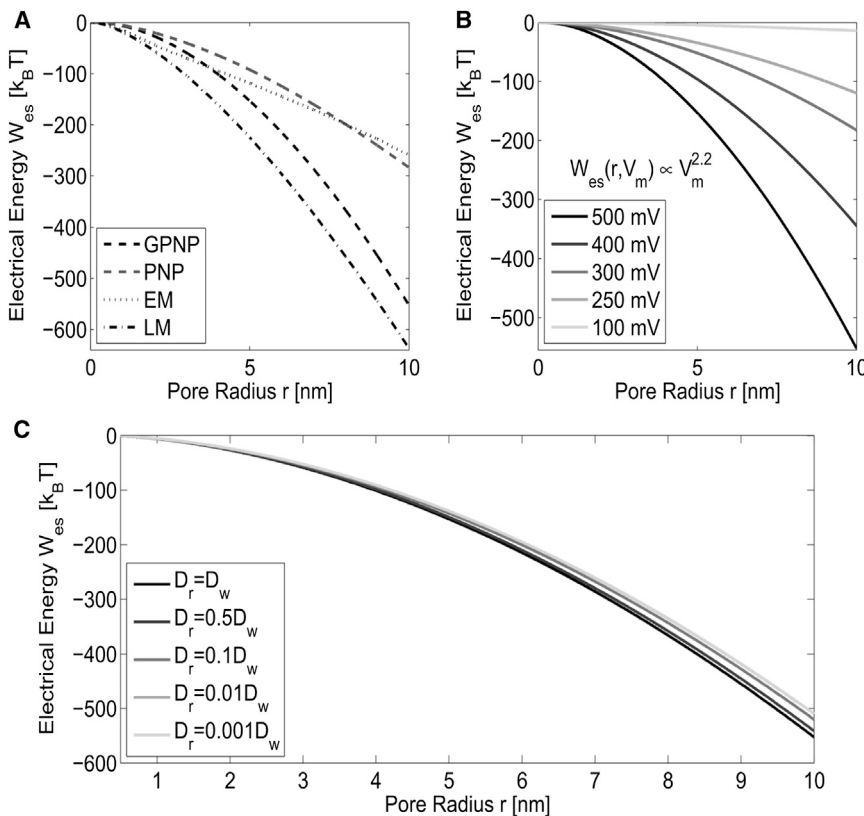 A
Electrical Energy W_es [k_BT]
0
−100
−200
−300
−400
−500
−600
GPNP
PNP
EM
LM
0
5
10
Pore Radius r [nm]
B
Electrical Energy W_es [k_BT]
0
−100
−200
−300
−400
−500
W_es(r,V_m) ∝ V_m^2.2
500 mV
400 mV
300 mV
250 mV
100 mV
0
5
10
Pore Radius r [nm]
C
Electrical Energy W_es [k_BT]
0
−100
−200
−300
−400
−500
−600
D_r=D_w
D_r=0.5D_w
D_r=0.1D_w
D_r=0.01D_w
D_r=0.001D_w
1
2
3
4
5
6
7
8
9
10
Pore Radius r [nm]